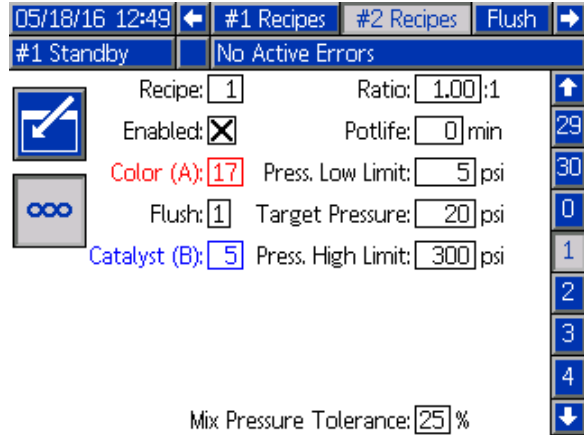 05/18/16 12:49 #1 Recipes #2 Recipes Flush
#1 Standby No Active Errors
Recipe: 1 Ratio: 1.00 :1
Enabled: X Potlife: 0 min
Color (A): 17 Press. Low Limit: 5 psi
Flush: 1 Target Pressure: 20 psi
Catalyst (B): 5 Press. High Limit: 300 psi
Mix Pressure Tolerance: 25 %
29
30
0
1
2
3
4